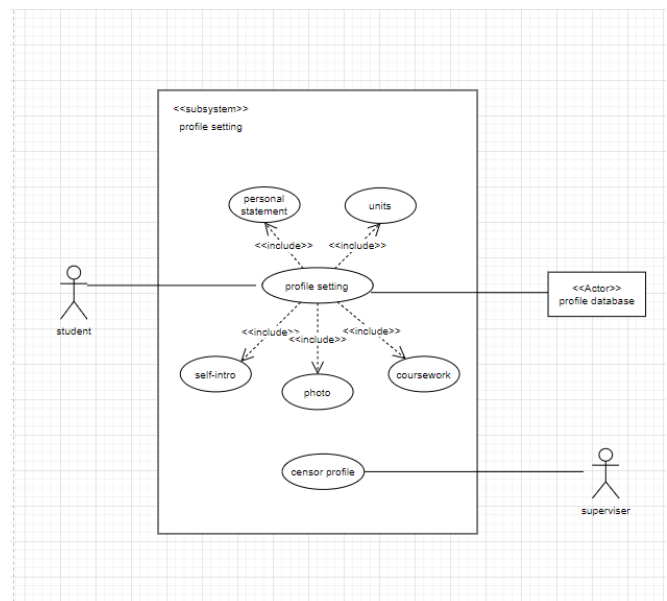 <<subsystem>>
profile setting
personal
statement
units
<<include>>
<<include>>
profile setting
<<Actor>>
profile database
student
<<include>>
<<include>>
<<include>>
self-intro
photo
coursework
censor profile
superviser